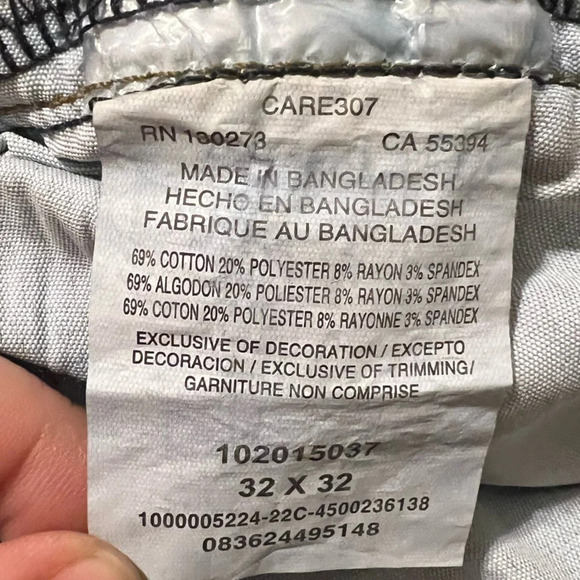 CARE307
RN 130273 CA 55394
MADE IN BANGLADESH
HECHO EN BANGLADESH
FABRIQUE AU BANGLADESH
69% COTTON 20% POLYESTER 8% RAYON 3% SPANDEX
69% ALGODON 20% POLIESTER 8% RAYON 3% SPANDEX
69% COTON 20% POLYESTER 8% RAYONNE 3% SPANDEX
EXCLUSIVE OF DECORATION / EXCEPTO
DECORACION / EXCLUSIVE OF TRIMMING/
GARNITURE NON COMPRISE
102015037
32 X 32
1000005224-22C-4500236138
083624495148